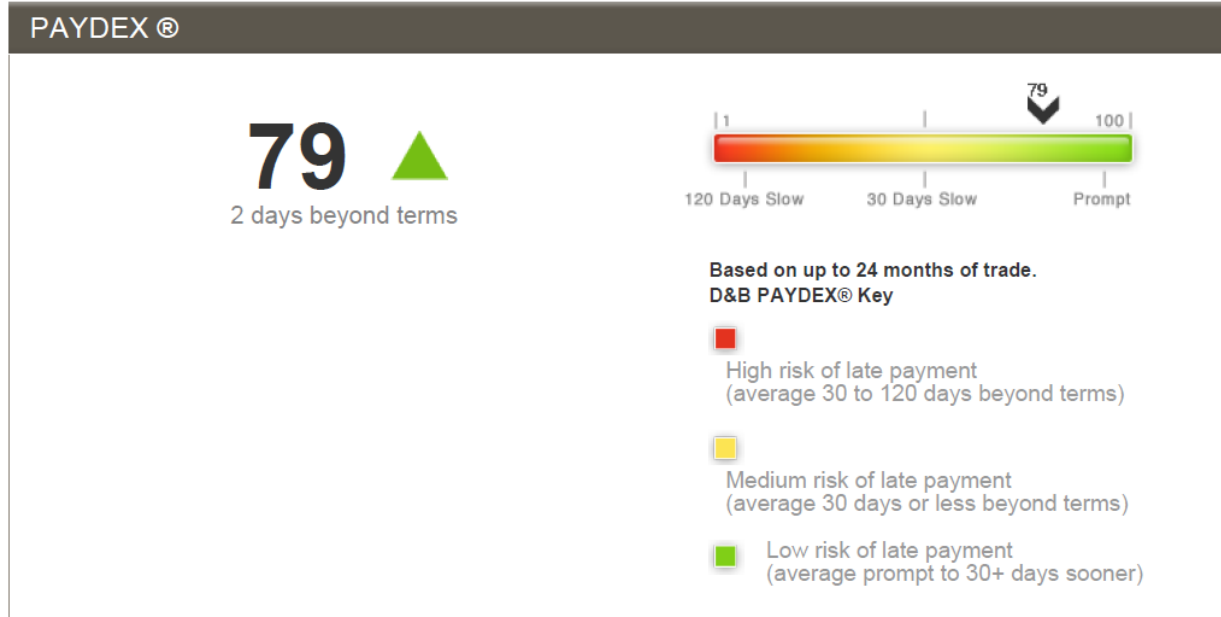 PAYDEX ®
79
2 days beyond terms
79
|1 | 100|
120 Days Slow 30 Days Slow Prompt
Based on up to 24 months of trade.
D&B PAYDEX® Key
High risk of late payment
(average 30 to 120 days beyond terms)
Medium risk of late payment
(average 30 days or less beyond terms)
Low risk of late payment
(average prompt to 30+ days sooner)